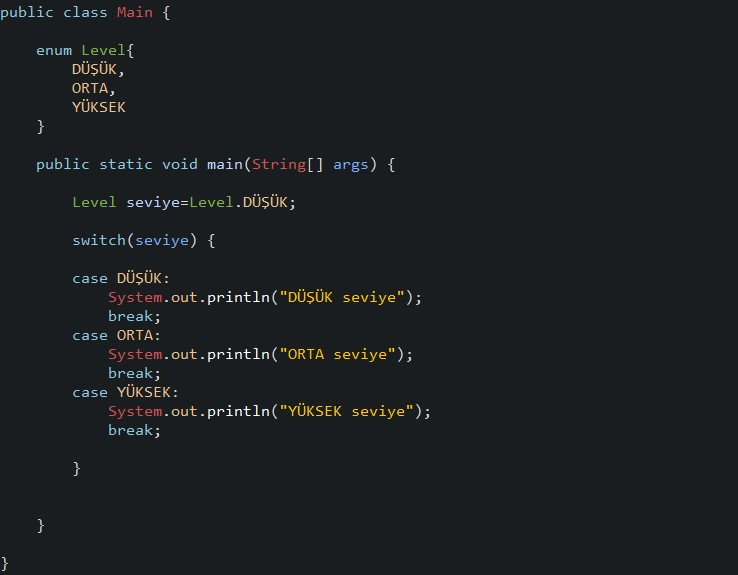 public class Main {
enum Level{
DÜŞÜK,
ORTA,
YÜKSEK
}
public static void main(String[] args) {
Level seviye=Level.DÜŞÜK;
switch(seviye) {
case DÜŞÜK:
System.out.println("DÜŞÜK seviye");
break;
case ORTA:
System.out.println("ORTA seviye");
break;
case YÜKSEK:
System.out.println("YÜKSEK seviye");
break;
}
}
}